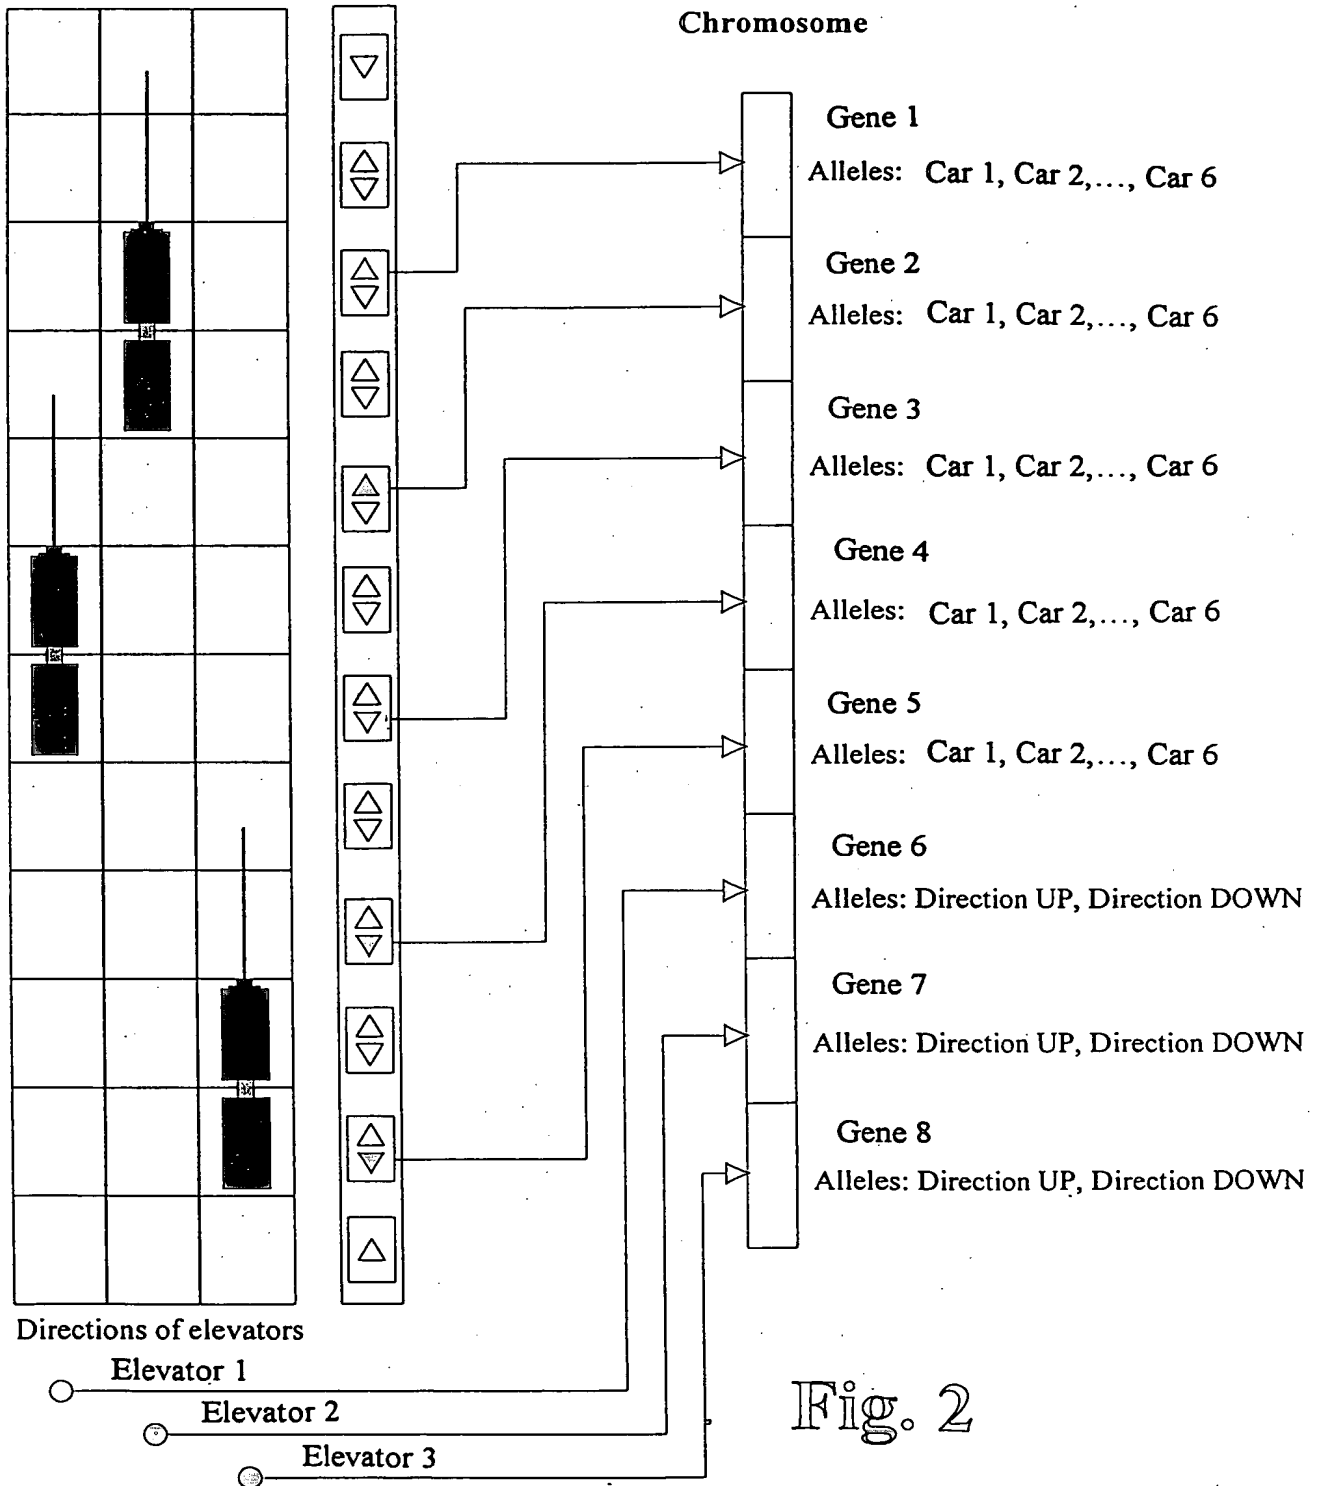 Chromosome
Gene 1
Alleles: Car 1, Car 2,..., Car 6
Gene 2
Alleles: Car 1, Car 2,..., Car 6
Gene 3
Alleles: Car 1, Car 2,..., Car 6
Gene 4
Alleles: Car 1, Car 2,..., Car 6
Gene 5
Alleles: Car 1, Car 2,..., Car 6
Gene 6
Alleles: Direction UP, Direction DOWN
Gene 7
Alleles: Direction UP, Direction DOWN
Gene 8
Alleles: Direction UP, Direction DOWN
Directions of elevators
Elevator 1
Elevator 2
Elevator 3
Fig. 2